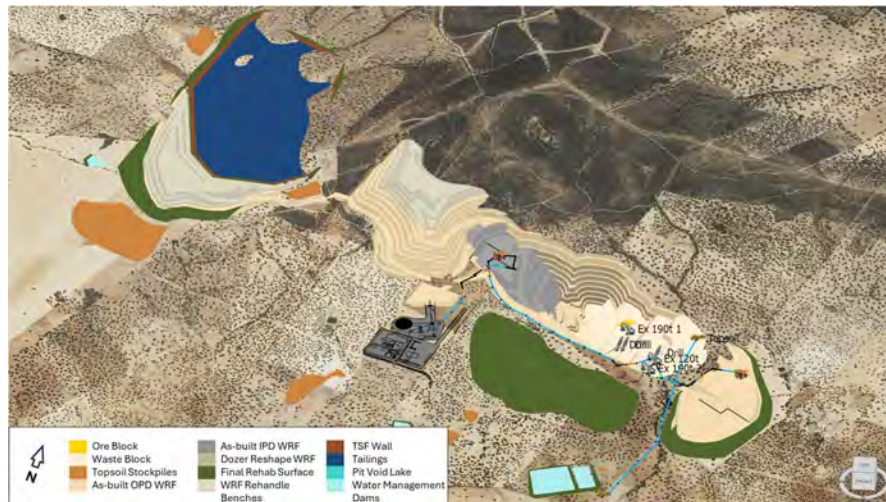 Ex 190t 1
Drill
Ex 120t
Ex 190t
N
Ore Block
Waste Block
Topsoil Stockpiles
As-built OPD WRF
As-built IPD WRF
Dozer Reshape WRF
Final Rehab Surface
WRF Rehandle
Benches
TSF Wall
Tailings
Pit Void Lake
Water Management
Dams